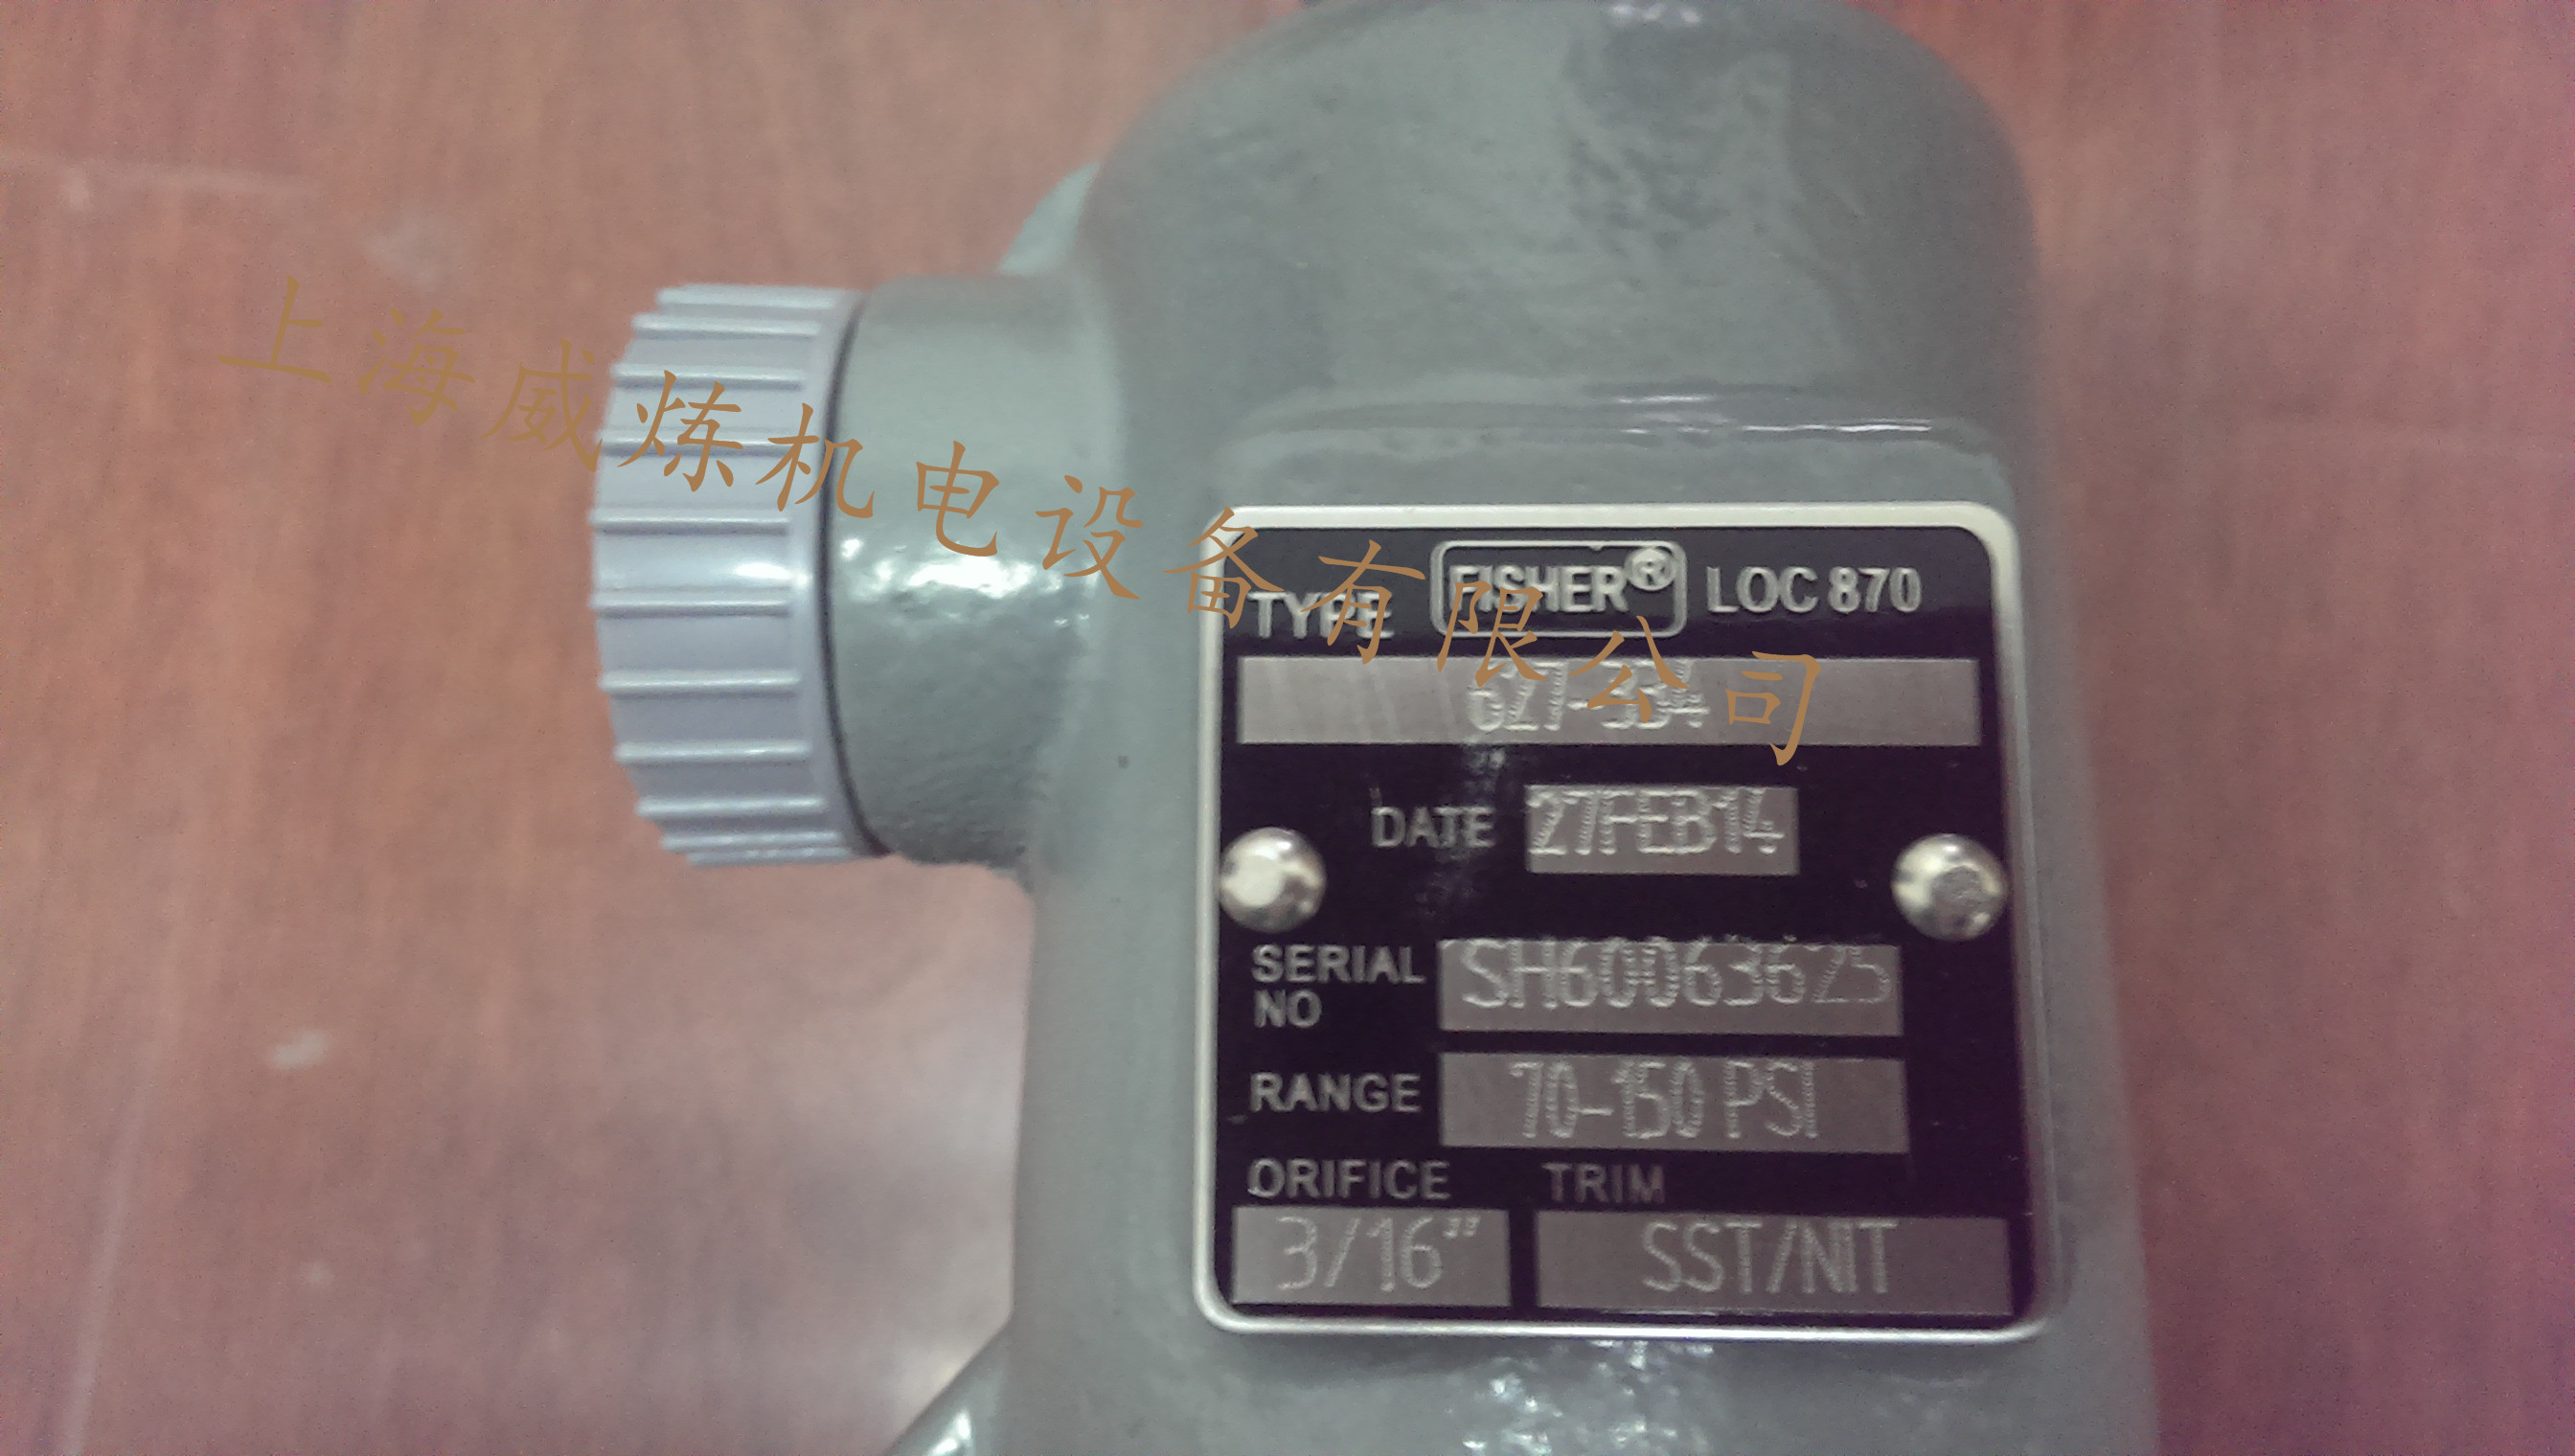 上海威炼机电设备有限公司
FISHER® LOC 870
TYPE
DATE 27FEB14
SERIAL NO SH60063625
RANGE 70-150 PSI
ORIFICE TRIM
3/16" SST/NIT